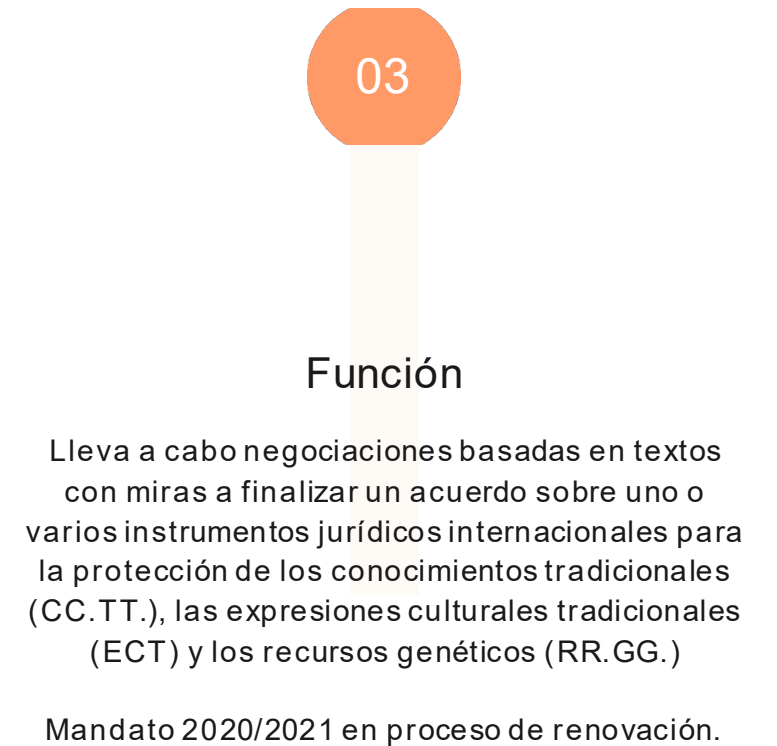 03
Función
Lleva a cabo negociaciones basadas en textos
con miras a finalizar un acuerdo sobre uno o
varios instrumentos jurídicos internacionales para
la protección de los conocimientos tradicionales
(CC.TT.), las expresiones culturales tradicionales
(ECT) y los recursos genéticos (RR.GG.)
Mandato 2020/2021 en proceso de renovación.